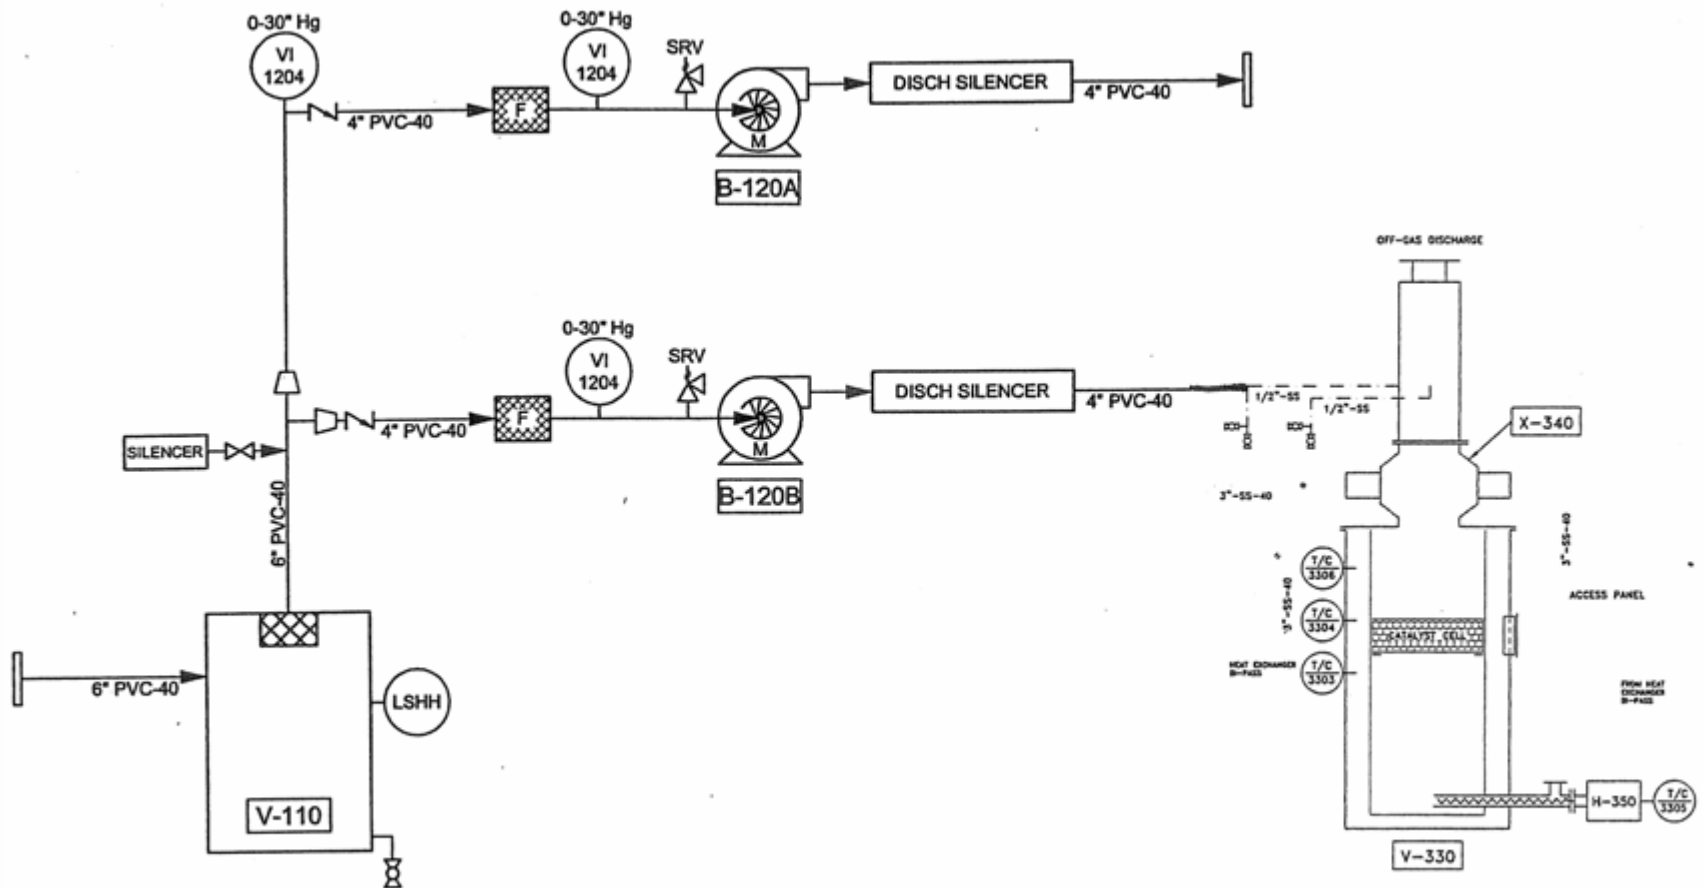 0-30" Hg
VI
1204
4" PVC-40
F
0-30" Hg
VI
1204
SRV
M
B-120A
DISCH SILENCER
4" PVC-40
0-30" Hg
VI
1204
SRV
4" PVC-40
F
M
B-120B
DISCH SILENCER
4" PVC-40
SILENCER
6" PVC-40
6" PVC-40
LSHH
V-110
OFF-GAS DISCHARGE
1/2"-SS
1/2"-SS
X-340
3"-SS-40
3"-SS-40
T/C
3306
3"-SS-40
T/C
3304
CATALYST CELL
ACCESS PANEL
HEAT EXCHANGER
BI-PASS
T/C
3303
FROM HEAT
EXCHANGER
BI-PASS
H-350
T/C
3305
V-330